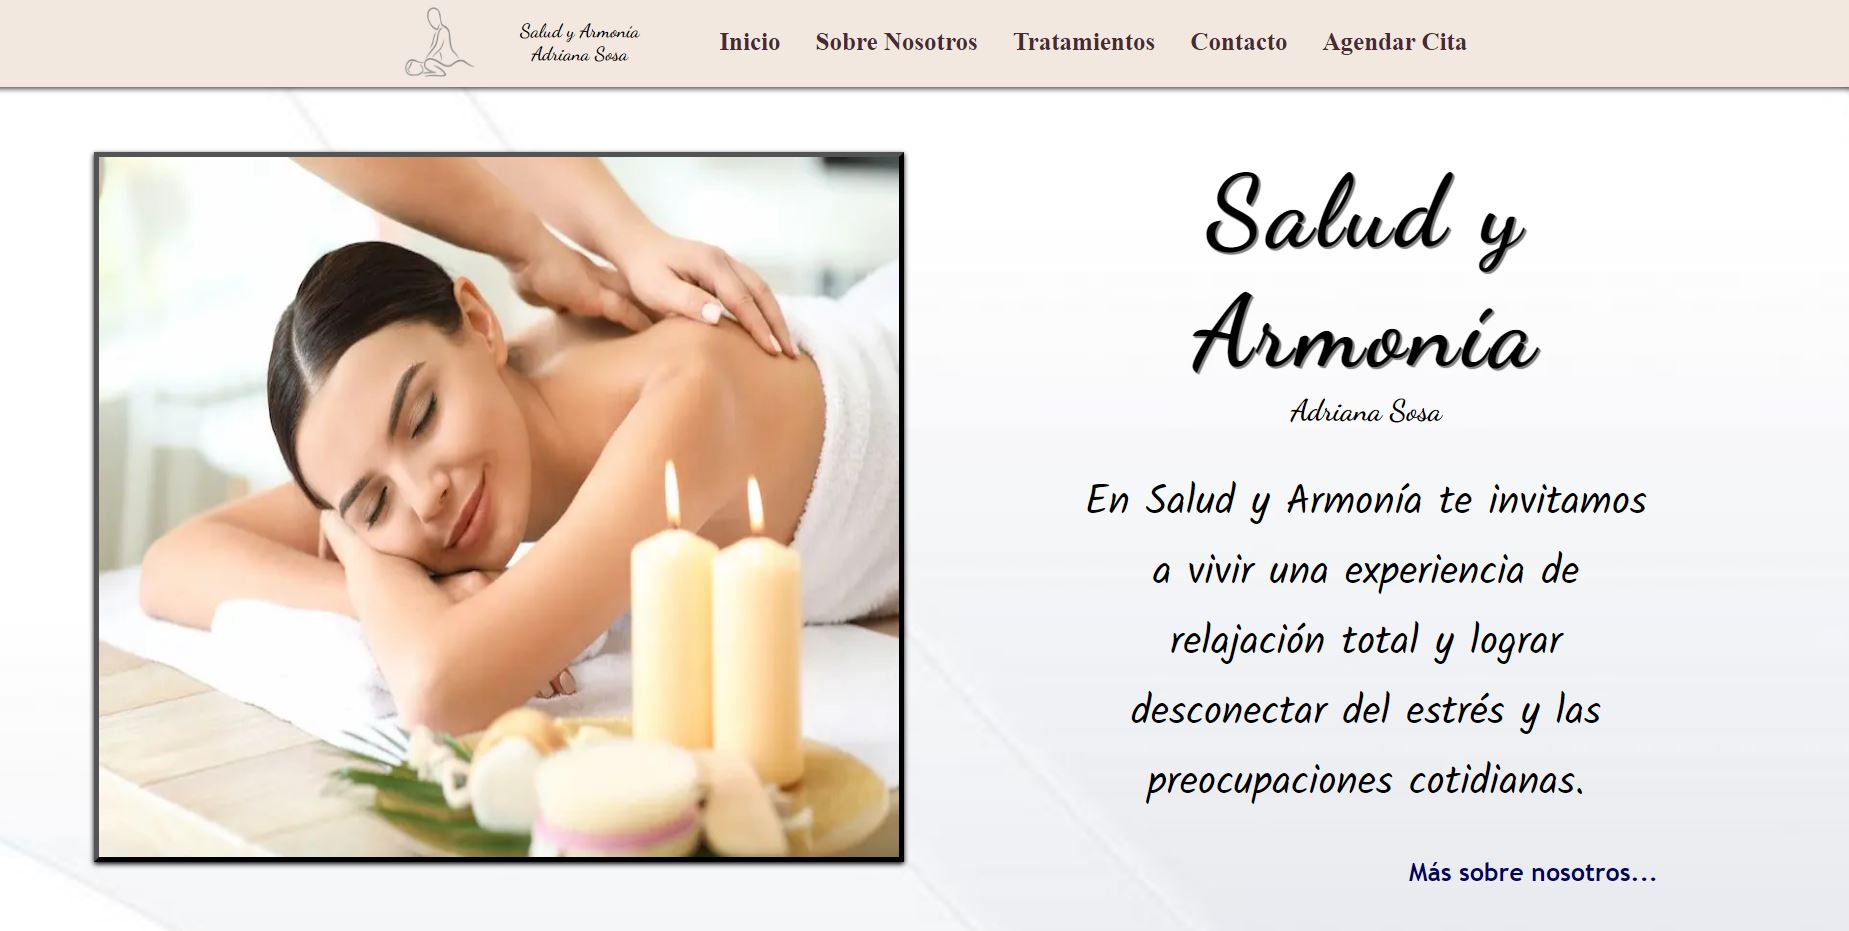 Salud y Armonía
Adriana Sosa
Inicio
Sobre Nosotros
Tratamientos
Contacto
Agendar Cita
Salud y
Armonía
Adriana Sosa
En Salud y Armonía te invitamos
a vivir una experiencia de
relajación total y lograr
desconectar del estrés y las
preocupaciones cotidianas.
Más sobre nosotros...